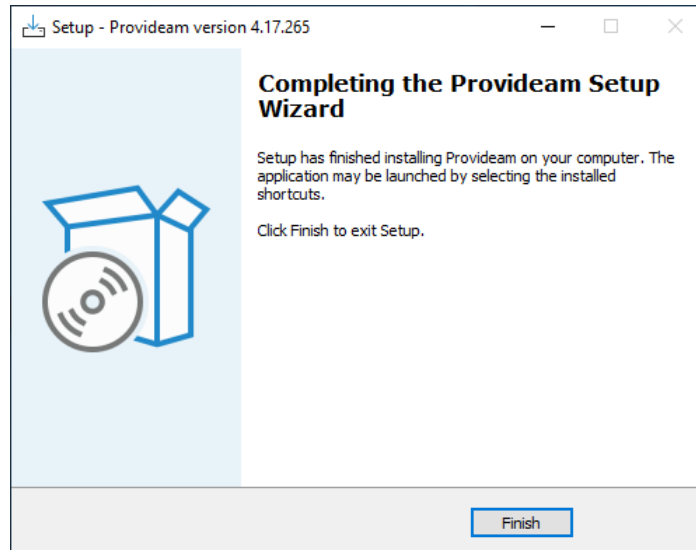 Setup - Provideam version 4.17.265
Completing the Provideam Setup
Wizard
Setup has finished installing Provideam on your computer. The
application may be launched by selecting the installed
shortcuts.
Click Finish to exit Setup.
Finish